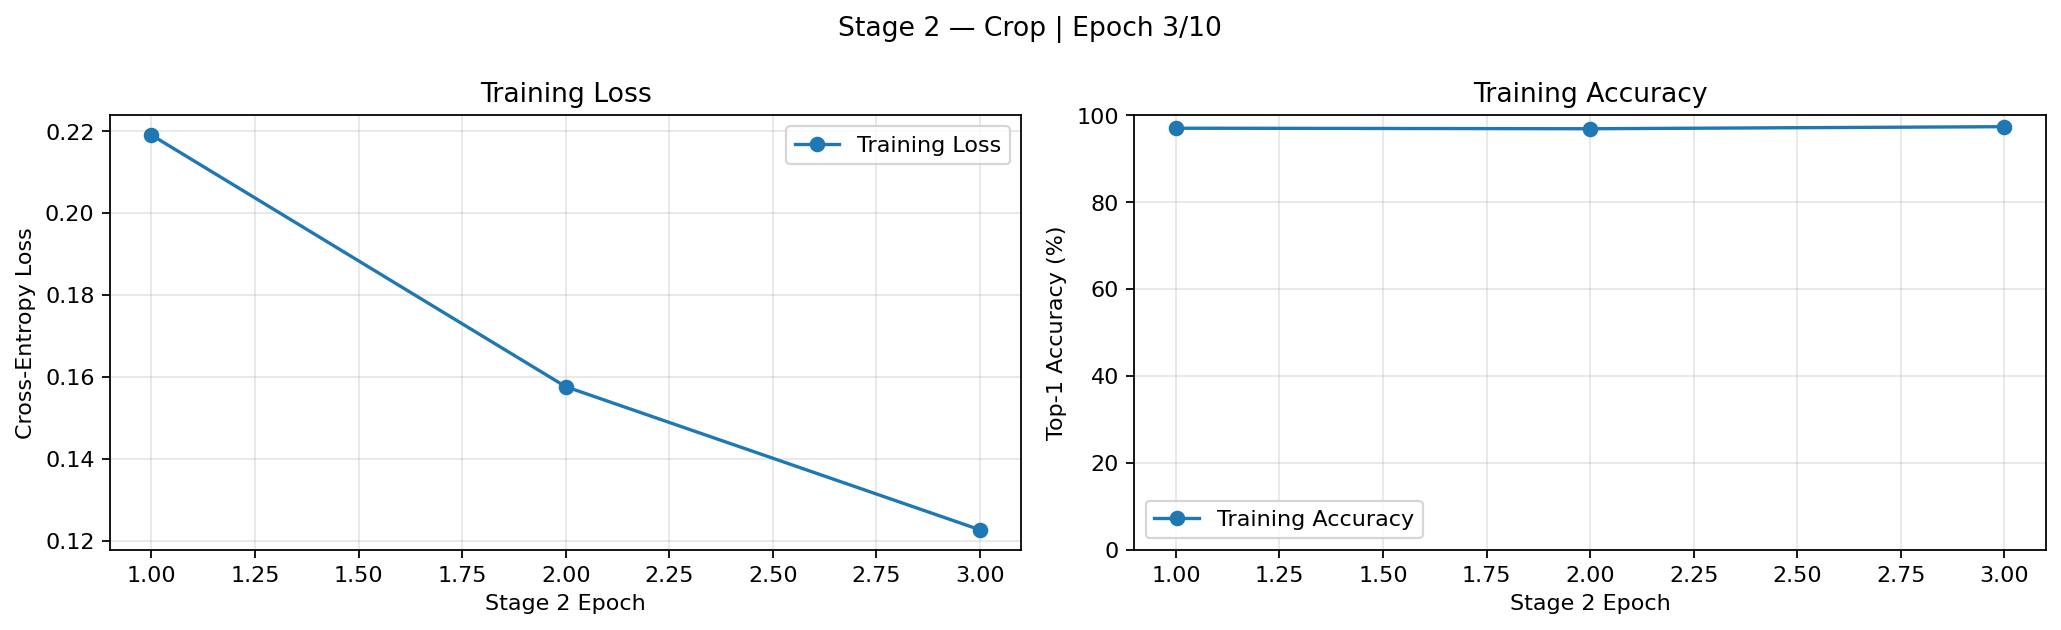 Stage 2 — Crop | Epoch 3/10
Training Loss
0.22
0.20
0.18
0.16
0.14
0.12
Cross-Entropy Loss
Training Loss
1.00 1.25 1.50 1.75 2.00 2.25 2.50 2.75 3.00
Stage 2 Epoch
Training Accuracy
100
80
60
40
20
0
Top-1 Accuracy (%)
Training Accuracy
1.00 1.25 1.50 1.75 2.00 2.25 2.50 2.75 3.00
Stage 2 Epoch